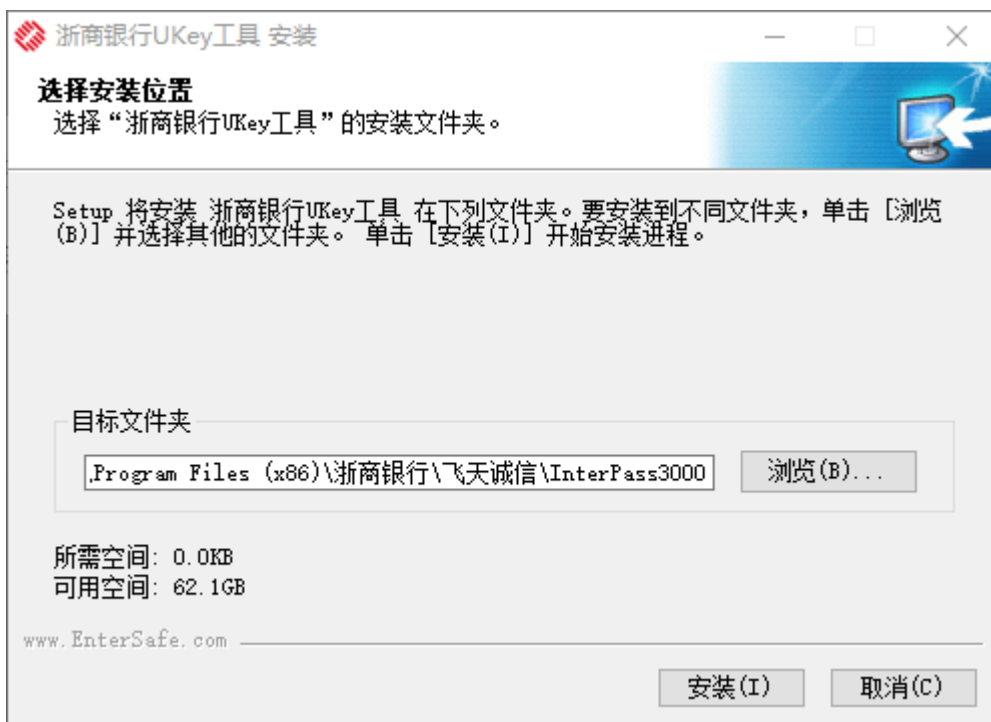 浙商银行UKey工具 安装
选择安装位置
选择“浙商银行UKey工具”的安装文件夹。
Setup 将安装 浙商银行UKey工具 在下列文件夹。要安装到不同文件夹，单击 [浏览
(B)] 并选择其他的文件夹。 单击 [安装(I)] 开始安装进程。
目标文件夹
Program Files (x86)\浙商银行\飞天诚信\InterPass3000
浏览(B)...
所需空间: 0.0KB
可用空间: 62.1GB
www.EnterSafe.com
安装(I)
取消(C)